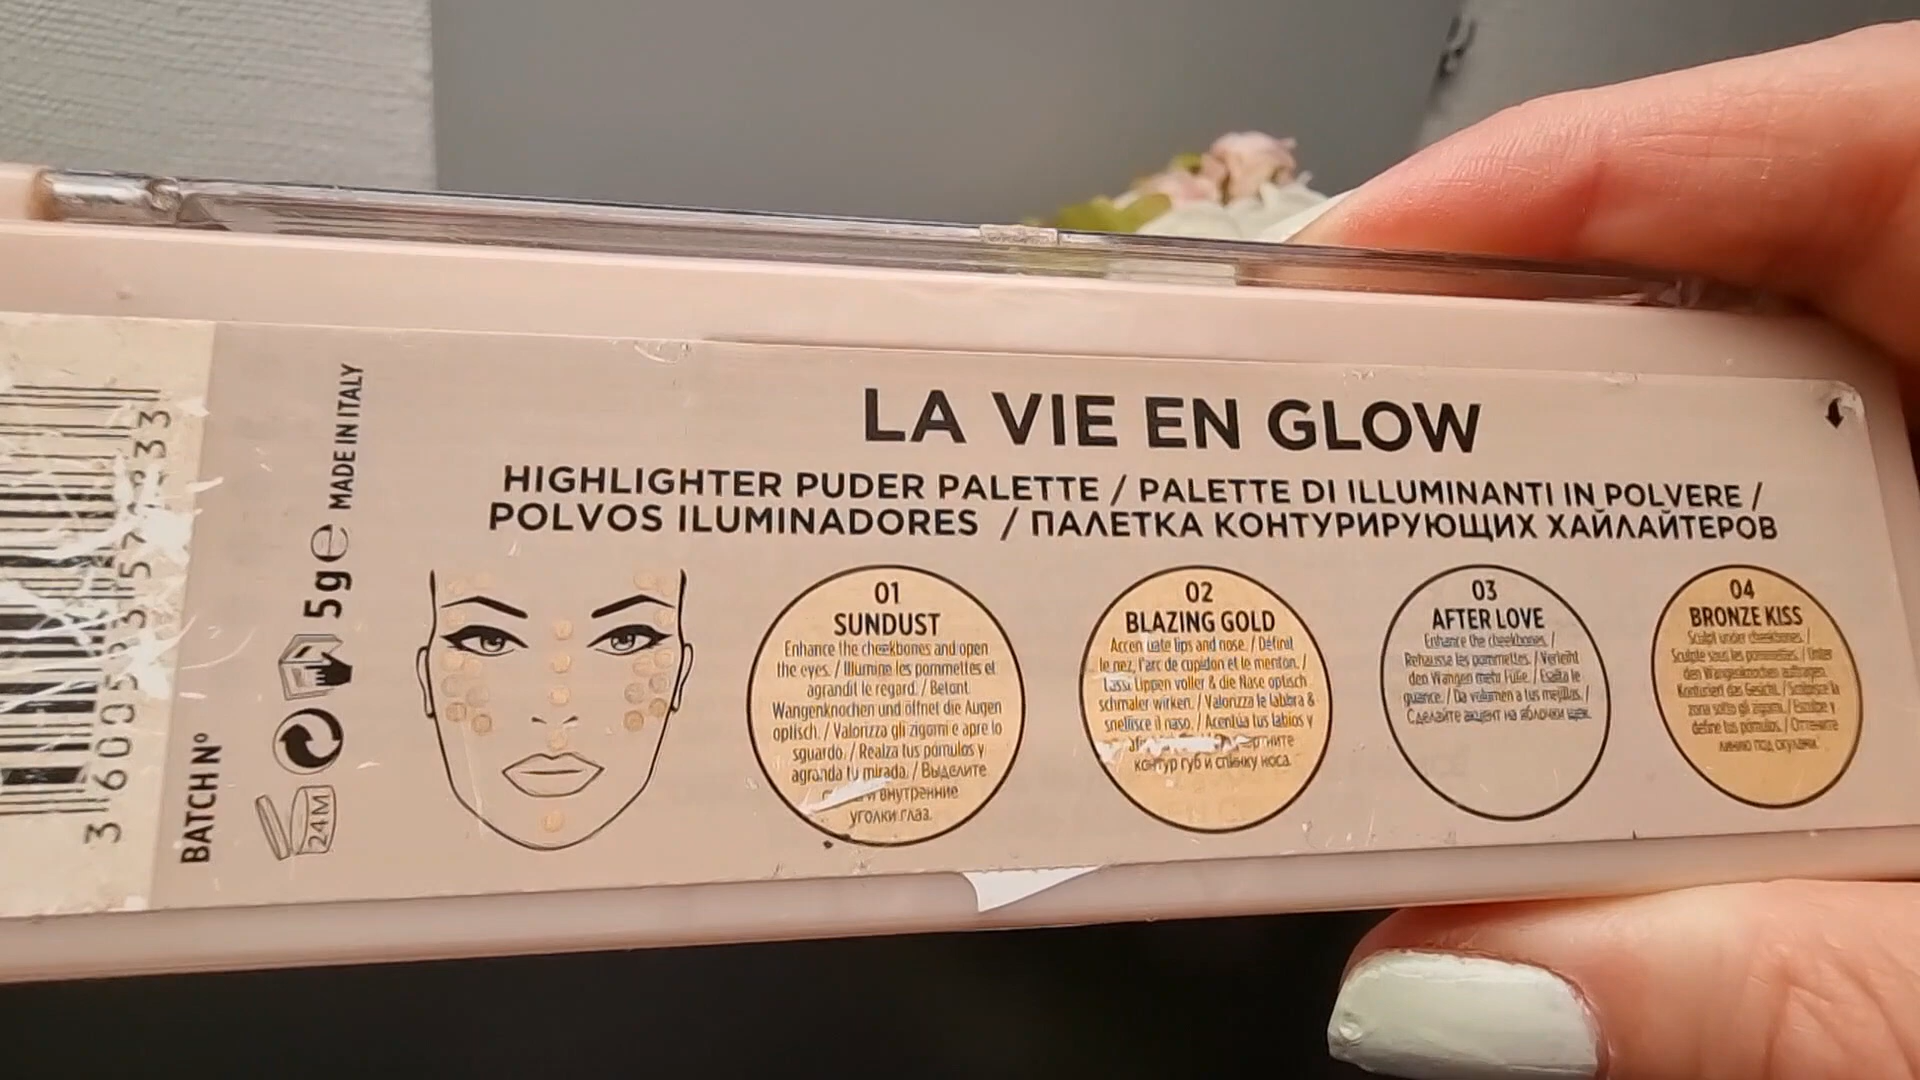 LA VIE EN GLOW
HIGHLIGHTER PUDER PALETTE / PALETTE DI ILLUMINANTI IN POLVERE /
POLVOS ILUMINADORES / ПАЛЕТКА КОНТУРИРУЮЩИХ ХАЙЛАЙТЕРОВ
BATCH Nº
24M
5g e MADE IN ITALY
01
SUNDUST
Enhance the cheekbones and open
the eyes. / Illumine les pommettes et
agrandit le regard. / Betont
Wangenknochen und öffnet die Augen
optisch. / Valorizza gli zigomi e apre lo
sguardo. / Realza tus pómulos y
agranda tu mirada. / Выделите
и внутренние
уголки глаз.
02
BLAZING GOLD
Accen uate lips and nose. / Définit
le nez, l'arc de cupidon et le menton. /
Lässt Lippen voller & die Nase optisch
schmaler wirken. / Valorizza le labbra &
snellisce il naso. / Acentúa tus labios y
контур губ и спинку носа.
03
AFTER LOVE
Enhance the cheekbones. /
Rehausse les pommettes. / Verleiht
den Wangen mehr Fülle. / Esalta le
guance. / Da volumen a tus mejillas. /
Сделайте акцент на яблочки щек.
04
BRONZE KISS
Sculpt under cheekbones. /
Sculpte sous les pommettes. / Unter
den Wangenknochen auftragen.
Konturiert das Gesicht. / Scolpisce la
zona sotto gli zigomi. / Esculpe y
define tus pómulos. / Оттените
линию под скулами.